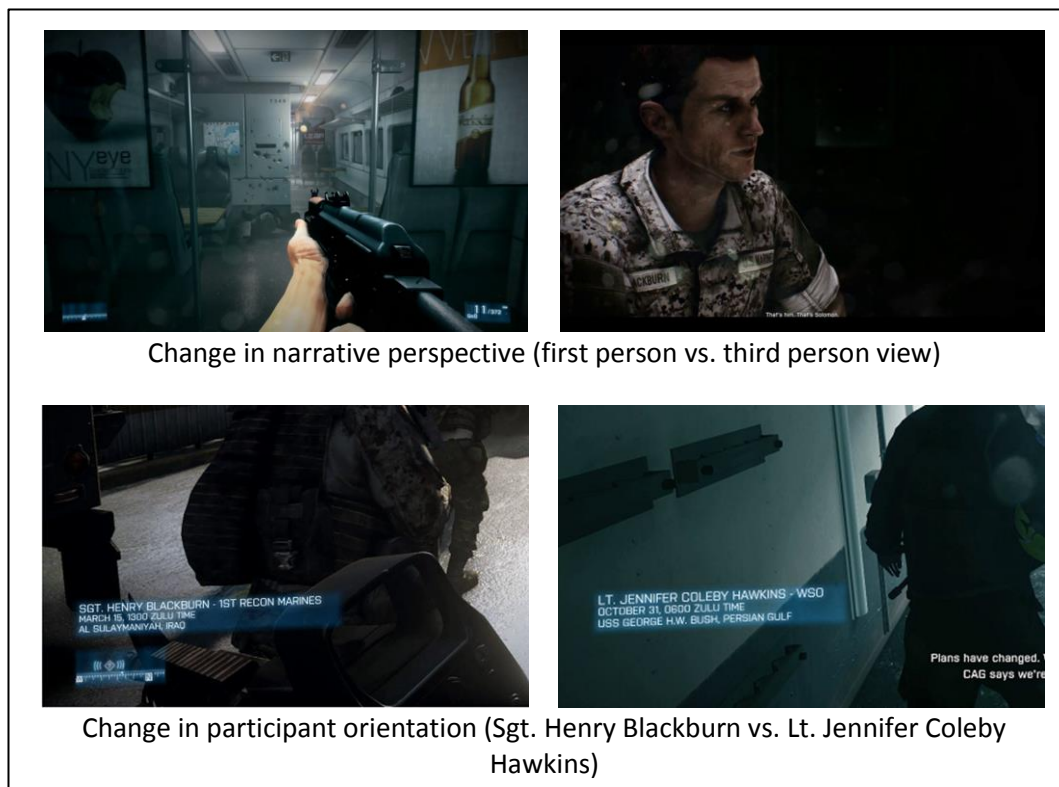 NYeye
11/372
BLACKBURN
That's him. That's Solomon.
Change in narrative perspective (first person vs. third person view)
SGT. HENRY BLACKBURN - 1ST RECON MARINES
MARCH 15, 1300 ZULU TIME
AL SULAYMANIYAH, IRAQ
LT. JENNIFER COLEBY HAWKINS - WSO
OCTOBER 31, 0600 ZULU TIME
USS GEORGE H.W. BUSH, PERSIAN GULF
Plans have changed.
CAG says we're
Change in participant orientation (Sgt. Henry Blackburn vs. Lt. Jennifer Coleby
Hawkins)